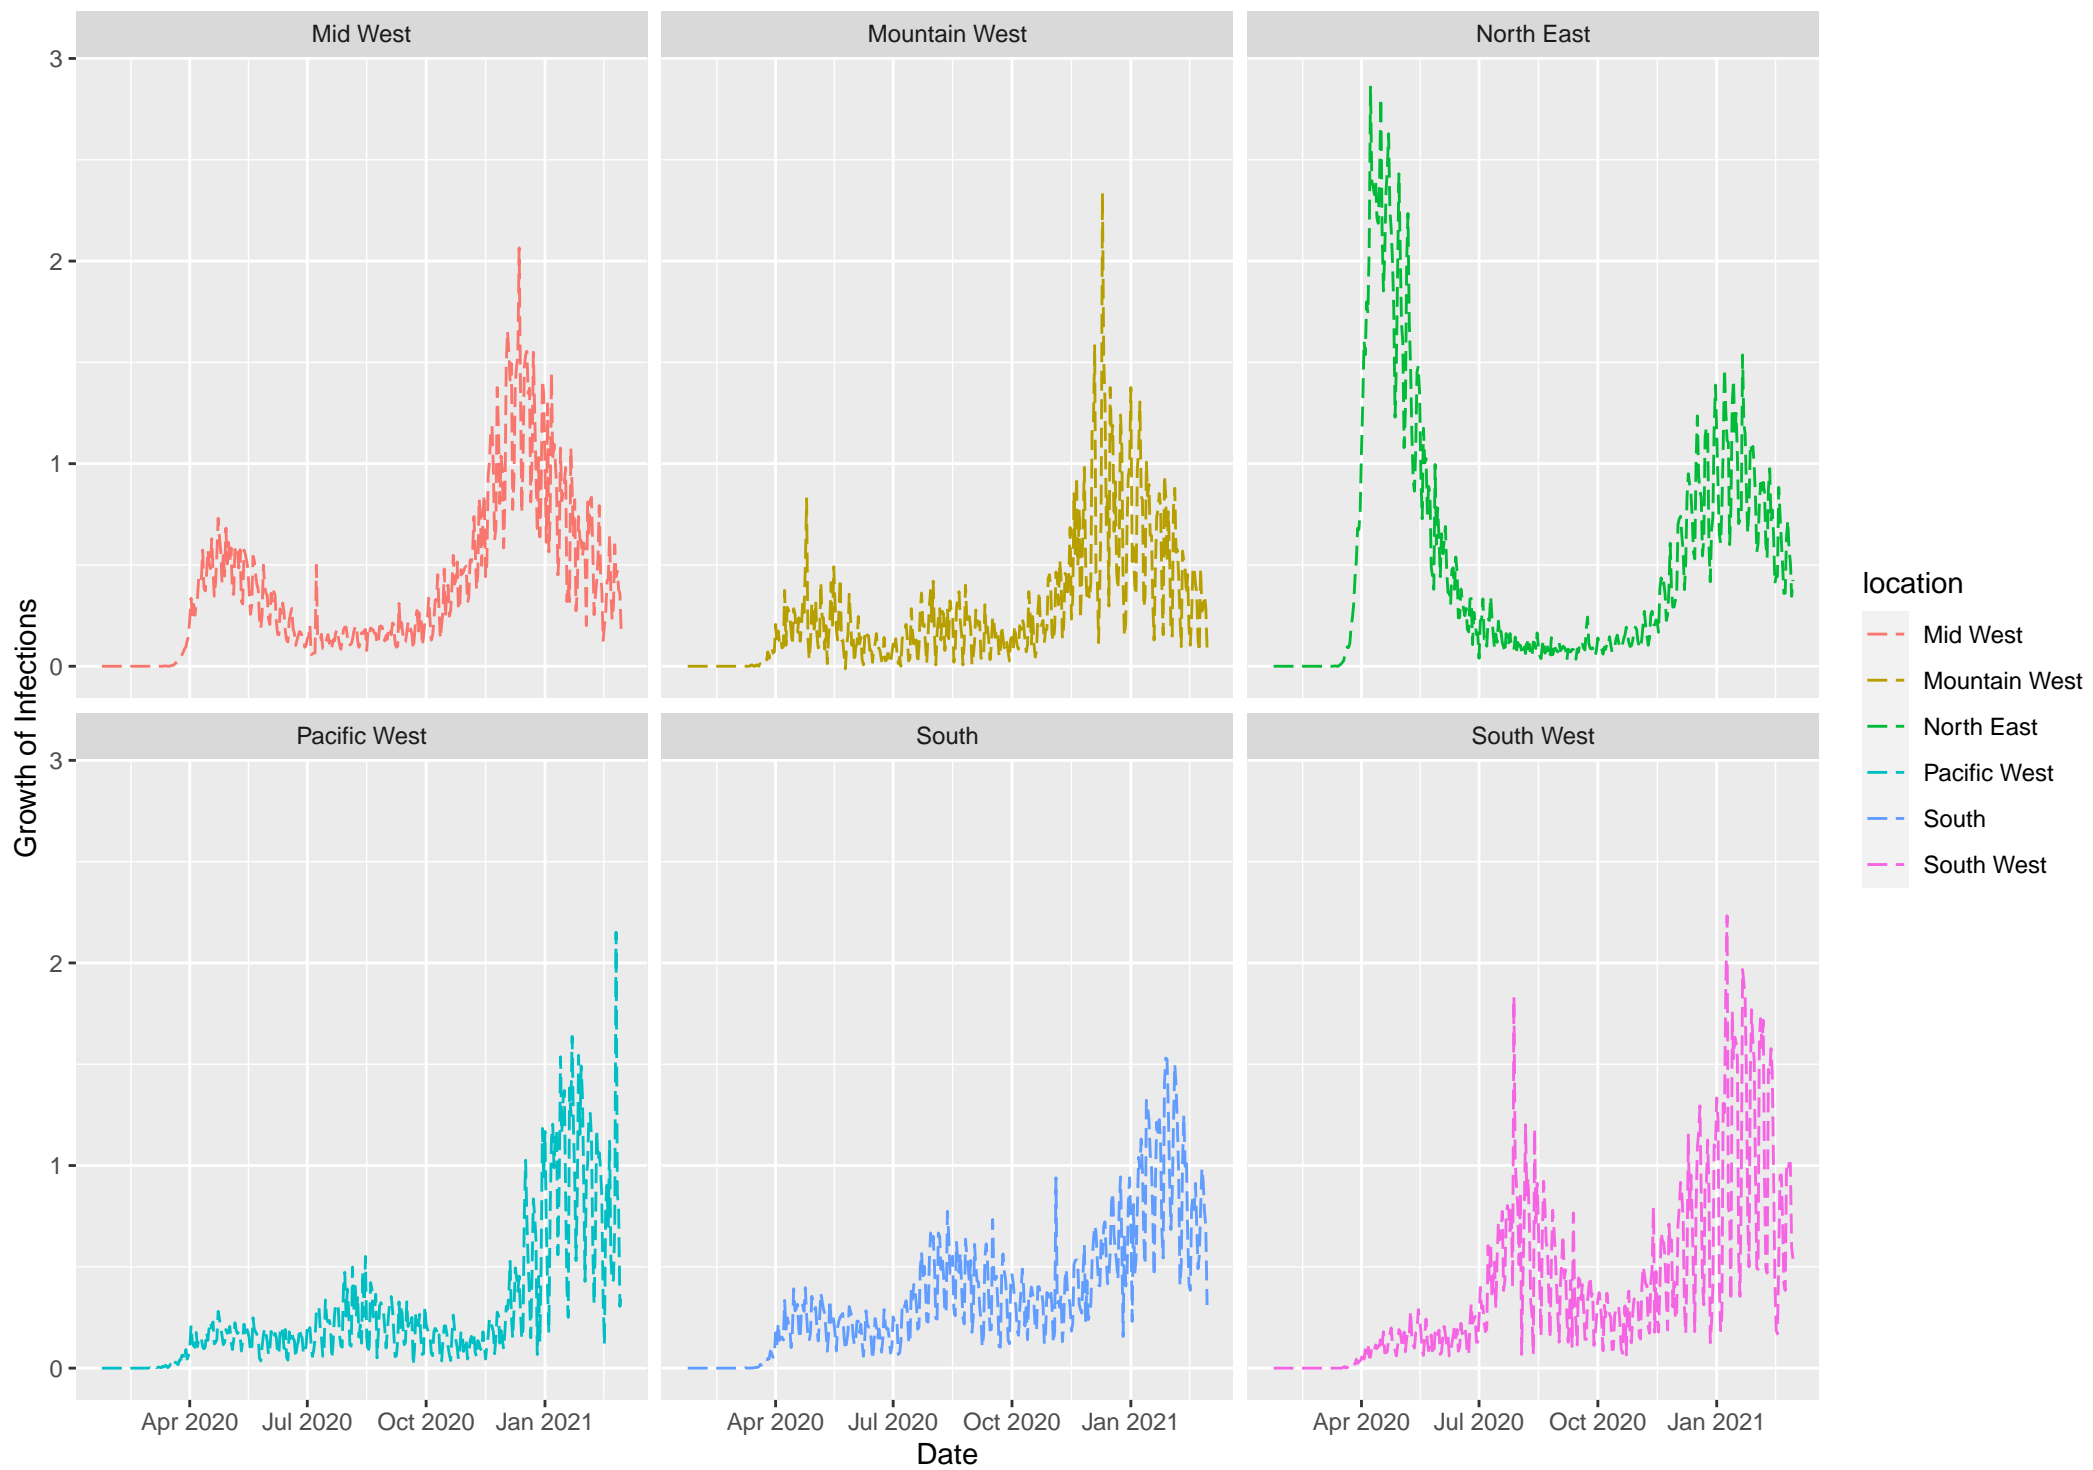 Mid West
Mountain West
North East
3
2
1
0
Pacific West
South
South West
3
2
1
0
Apr 2020
Jul 2020
Oct 2020
Jan 2021
Apr 2020
Jul 2020
Oct 2020
Jan 2021
Apr 2020
Jul 2020
Oct 2020
Jan 2021
Date
Growth of Infections
location
Mid West
Mountain West
North East
Pacific West
South
South West